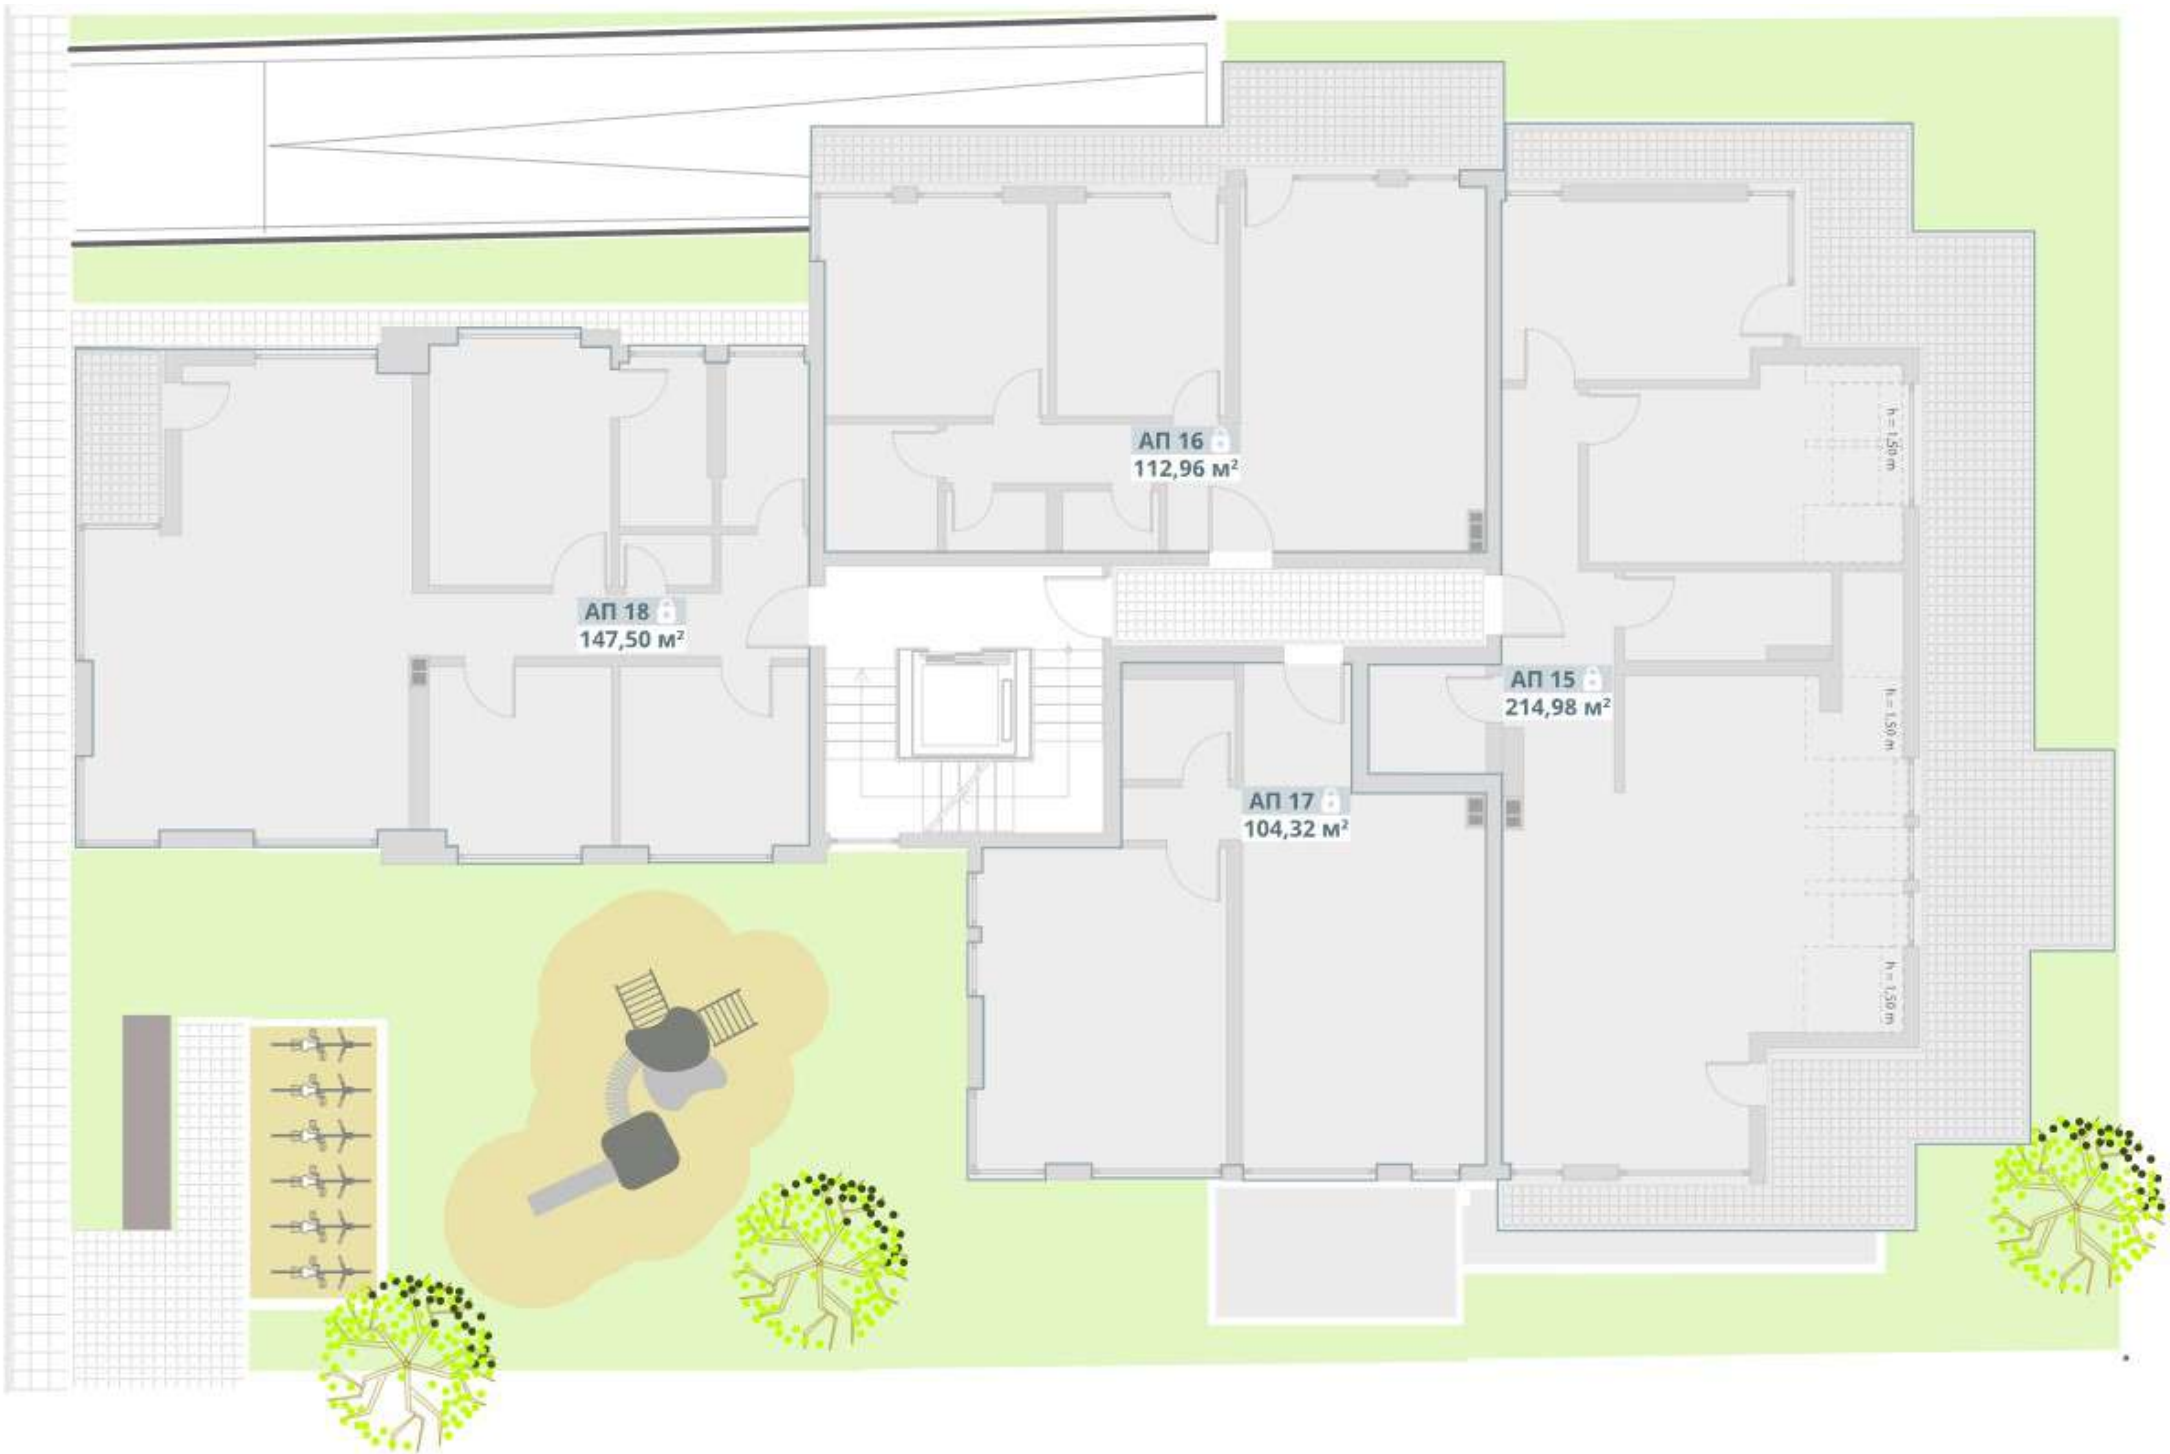 АП 16
112,96 м²
h = 1,50 m
АП 18
147,50 м²
АП 15
214,98 м²
h = 1,50 m
АП 17
104,32 м²
h = 1,50 m